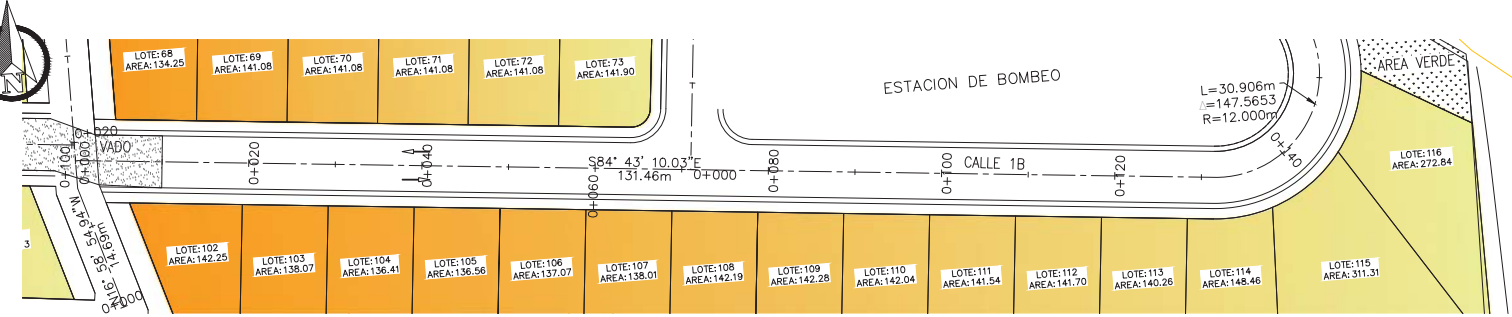 N
LOTE:68
AREA:134.25
LOTE:69
AREA:141.08
LOTE:70
AREA:141.08
LOTE:71
AREA:141.08
LOTE:72
AREA:141.08
LOTE:73
AREA:141.90
ESTACION DE BOMBEO
L=30.906m
△=147.5653
R=12.000m
AREA VERDE
LOTE:116
AREA:272.84
0+020
VADO
0+100
0+000
0+020
0+040
S84° 43' 10.03"E
131.46m
0+000
0+060
0+080
0+100
CALLE 1B
0+120
0+140
N16° 58' 54.94"W
14.69m
0+000
3
LOTE:102
AREA:142.25
LOTE:103
AREA:138.07
LOTE:104
AREA:136.41
LOTE:105
AREA:136.56
LOTE:106
AREA:137.07
LOTE:107
AREA:138.01
LOTE:108
AREA:142.19
LOTE:109
AREA:142.28
LOTE:110
AREA:142.04
LOTE:111
AREA:141.54
LOTE:112
AREA:141.70
LOTE:113
AREA:140.26
LOTE:114
AREA:148.46
LOTE:115
AREA:311.31